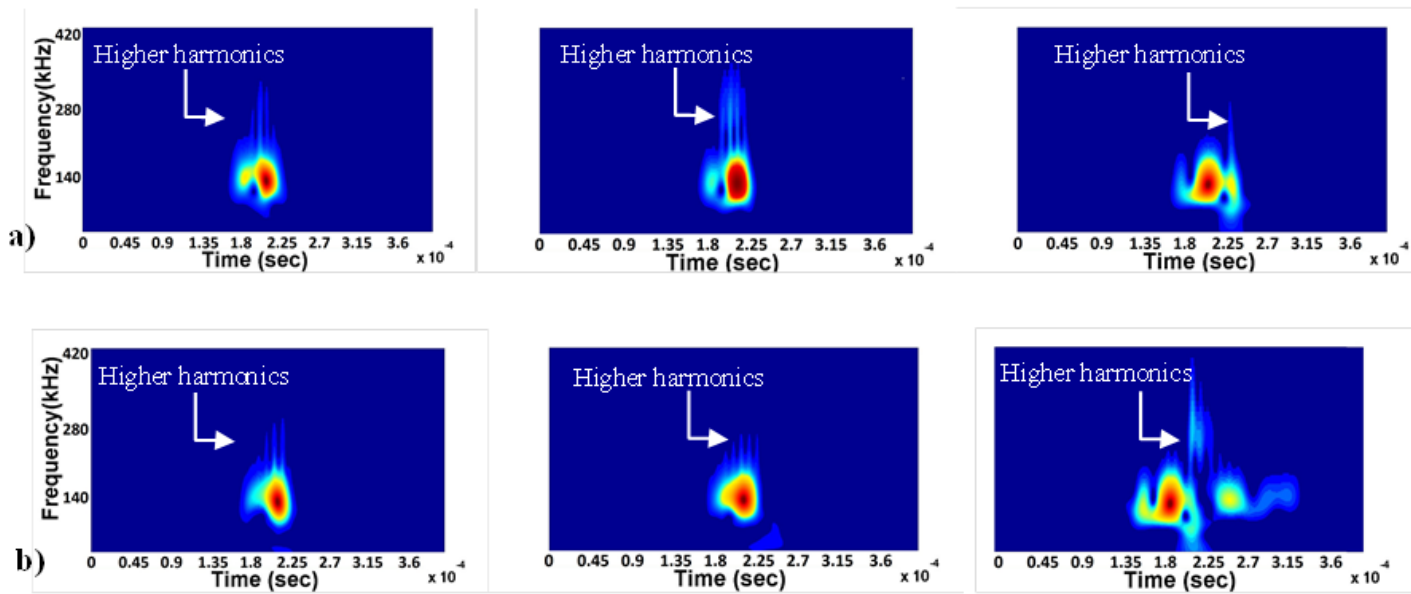 420
280
140
Frequency(kHz)
Higher harmonics
0 0.45 0.9 1.35 1.8 2.25 2.7 3.15 3.6
Time (sec)
x 10 -4
Higher harmonics
0 0.45 0.9 1.35 1.8 2.25 2.7 3.15 3.6
Time (sec)
x 10 -4
Higher harmonics
0 0.45 0.9 1.35 1.8 2.25 2.7 3.15 3.6
Time (sec)
x 10 -4
a)
420
280
140
Frequency(kHz)
Higher harmonics
0 0.45 0.9 1.35 1.8 2.25 2.7 3.15 3.6
Time (sec)
x 10 -4
Higher harmonics
0 0.45 0.9 1.35 1.8 2.25 2.7 3.15 3.6
Time (sec)
x 10 -4
Higher harmonics
0 0.45 0.9 1.35 1.8 2.25 2.7 3.15 3.6
Time (sec)
x 10 -4
b)